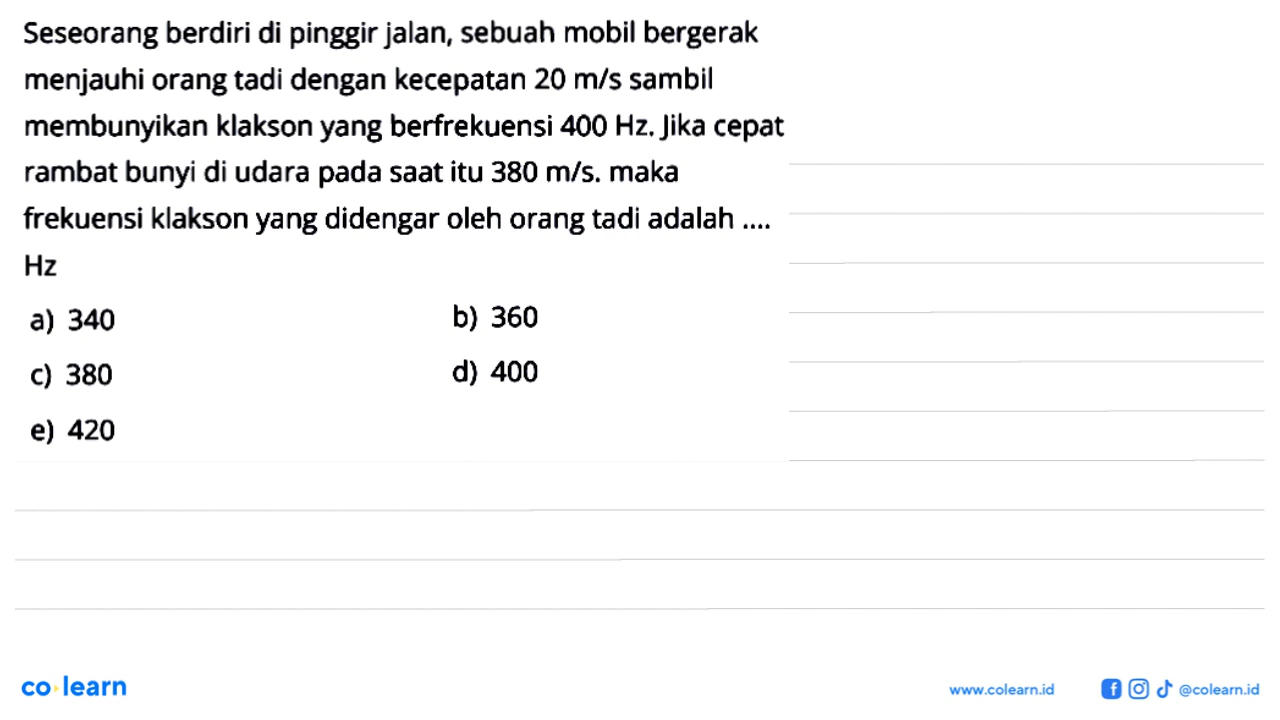 Seseorang berdiri di pinggir jalan, sebuah mobil bergerak
menjauhi orang tadi dengan kecepatan 20 m/s sambil
membunyikan klakson yang berfrekuensi 400 Hz. Jika cepat
rambat bunyi di udara pada saat itu 380 m/s. maka
frekuensi klakson yang didengar oleh orang tadi adalah ....
Hz
a) 340 b) 360
c) 380 d) 400
e) 420
co learn www.colearn.id @colearn.id